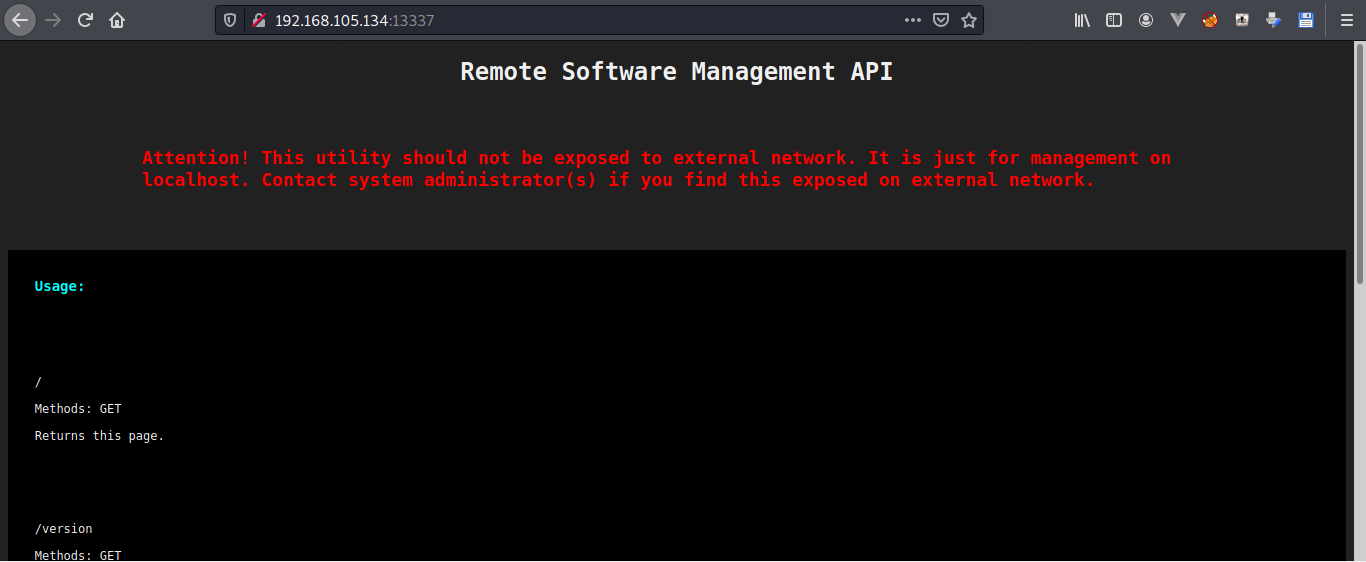 192.168.105.134:13337
Remote Software Management API
Attention! This utility should not be exposed to external network. It is just for management on
localhost. Contact system administrator(s) if you find this exposed on external network.
Usage:
/
Methods: GET
Returns this page.
/version
Methods: GET